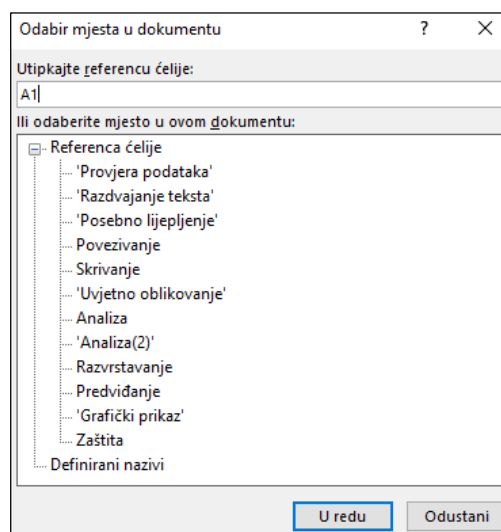 Odabir mjesta u dokumentu ? ×
Utipkajte referencu ćelije:
A1
Ili odaberite mjesto u ovom dokumentu:
Referenca ćelije
'Provjera podataka'
'Razdvajanje teksta'
'Posebno lijepljenje'
Povezivanje
Skrivanje
'Uvjetno oblikovanje'
Analiza
'Analiza(2)'
Razvrstavanje
Predviđanje
'Grafički prikaz'
Zaštita
Definirani nazivi
U redu Odustani